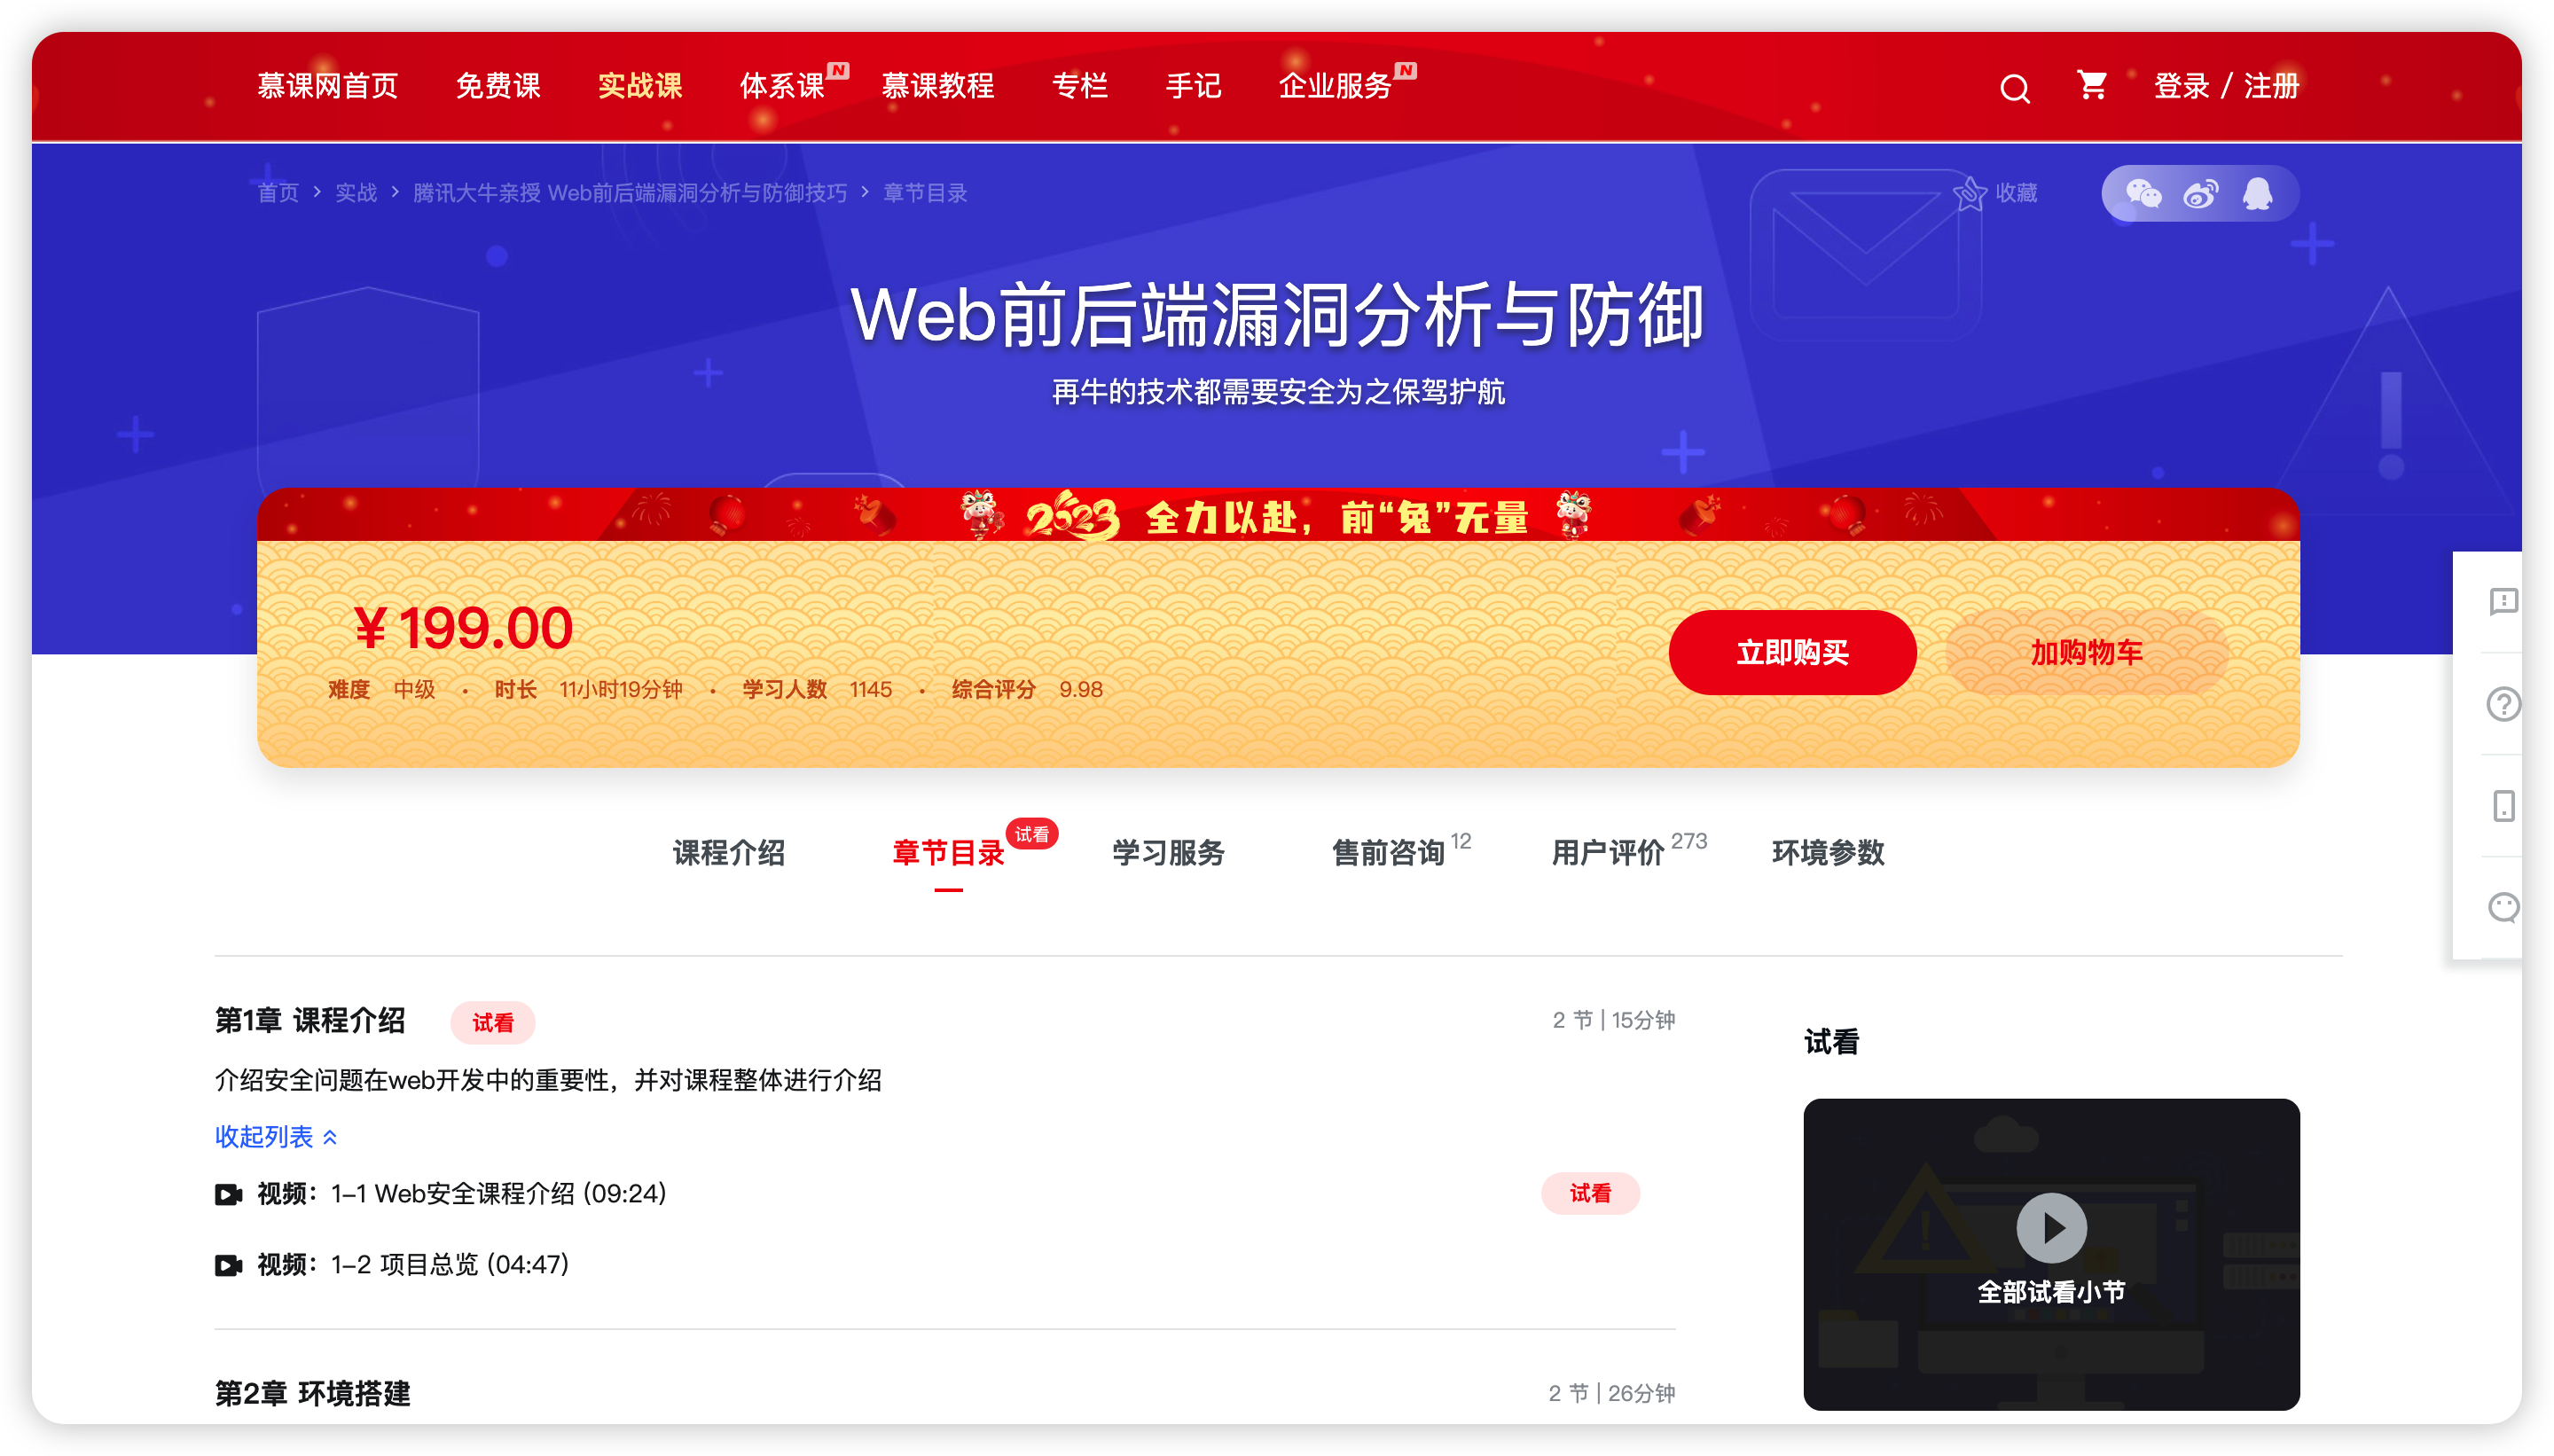 慕课网首页 免费课 实战课 体系课 N 慕课教程 专栏 手记 企业服务 N 登录 / 注册
首页 > 实战 > 腾讯大牛亲授 Web前后端漏洞分析与防御技巧 > 章节目录 收藏
Web前后端漏洞分析与防御
再牛的技术都需要安全为之保驾护航
2023 全力以赴，前“兔”无量
¥ 199.00
立即购买 加购物车
难度 中级 · 时长 11小时19分钟 · 学习人数 1145 · 综合评分 9.98
课程介绍 章节目录 试看 学习服务 售前咨询 12 用户评价 273 环境参数
第1章 课程介绍 试看 2 节 | 15分钟
试看
介绍安全问题在web开发中的重要性，并对课程整体进行介绍
收起列表
视频：1-1 Web安全课程介绍 (09:24) 试看
视频：1-2 项目总览 (04:47)
全部试看小节
第2章 环境搭建 2 节 | 26分钟